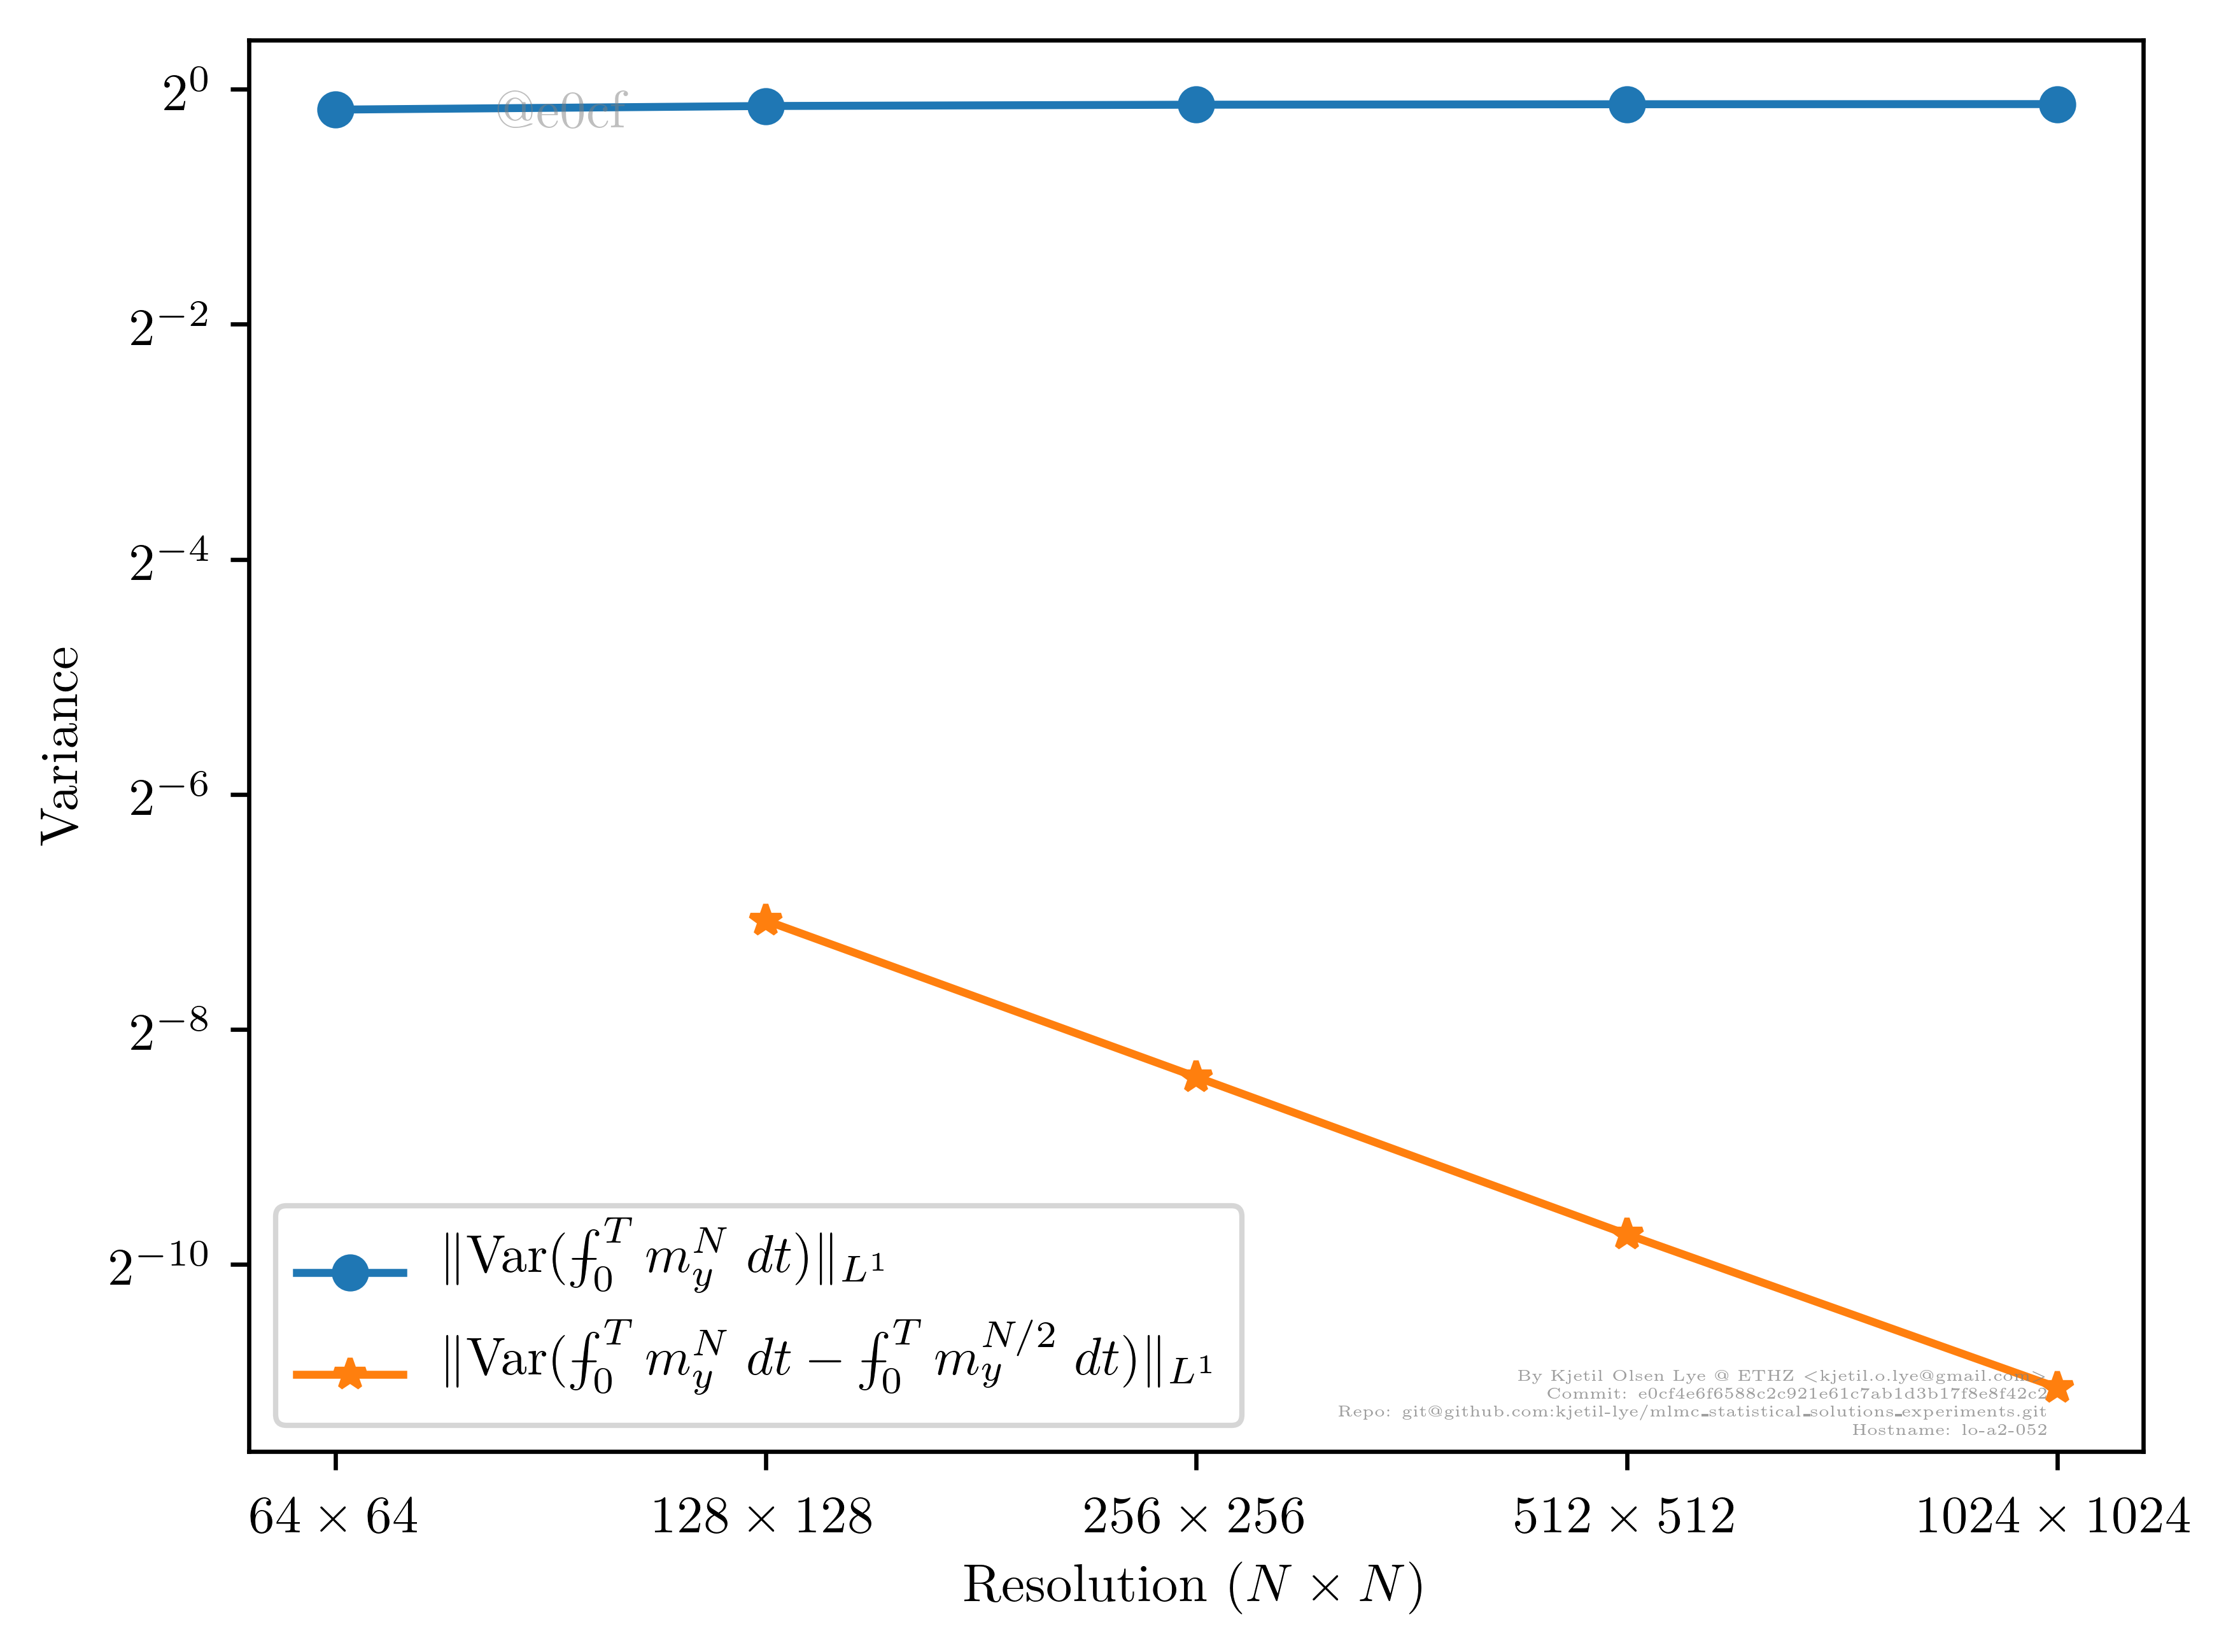 2^0
@e0cf
2^{-2}
2^{-4}
2^{-6}
2^{-8}
2^{-10}
Variance
‖Var(⨍_0^T m_y^N dt)‖_{L^1}
‖Var(⨍_0^T m_y^N dt − ⨍_0^T m_y^{N/2} dt)‖_{L^1}
By Kjetil Olsen Lye @ ETHZ <kjetil.o.lye@gmail.com>
Commit: e0cf4e6f6588c2c921e61c7ab1d3b17f8e8f42c2
Repo: git@github.com:kjetil-lye/mlmc_statistical_solutions_experiments.git
Hostname: lo-a2-052
64 × 64 128 × 128 256 × 256 512 × 512 1024 × 1024
Resolution (N × N)